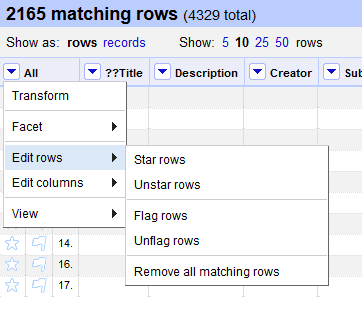 2165 matching rows (4329 total)
Show as: rows records Show: 5 10 25 50 rows
All ??Title Description Creator Sub
Transform
Facet
Edit rows
Star rows
Edit columns
Unstar rows
View
Flag rows
14.
Unflag rows
16.
Remove all matching rows
17.